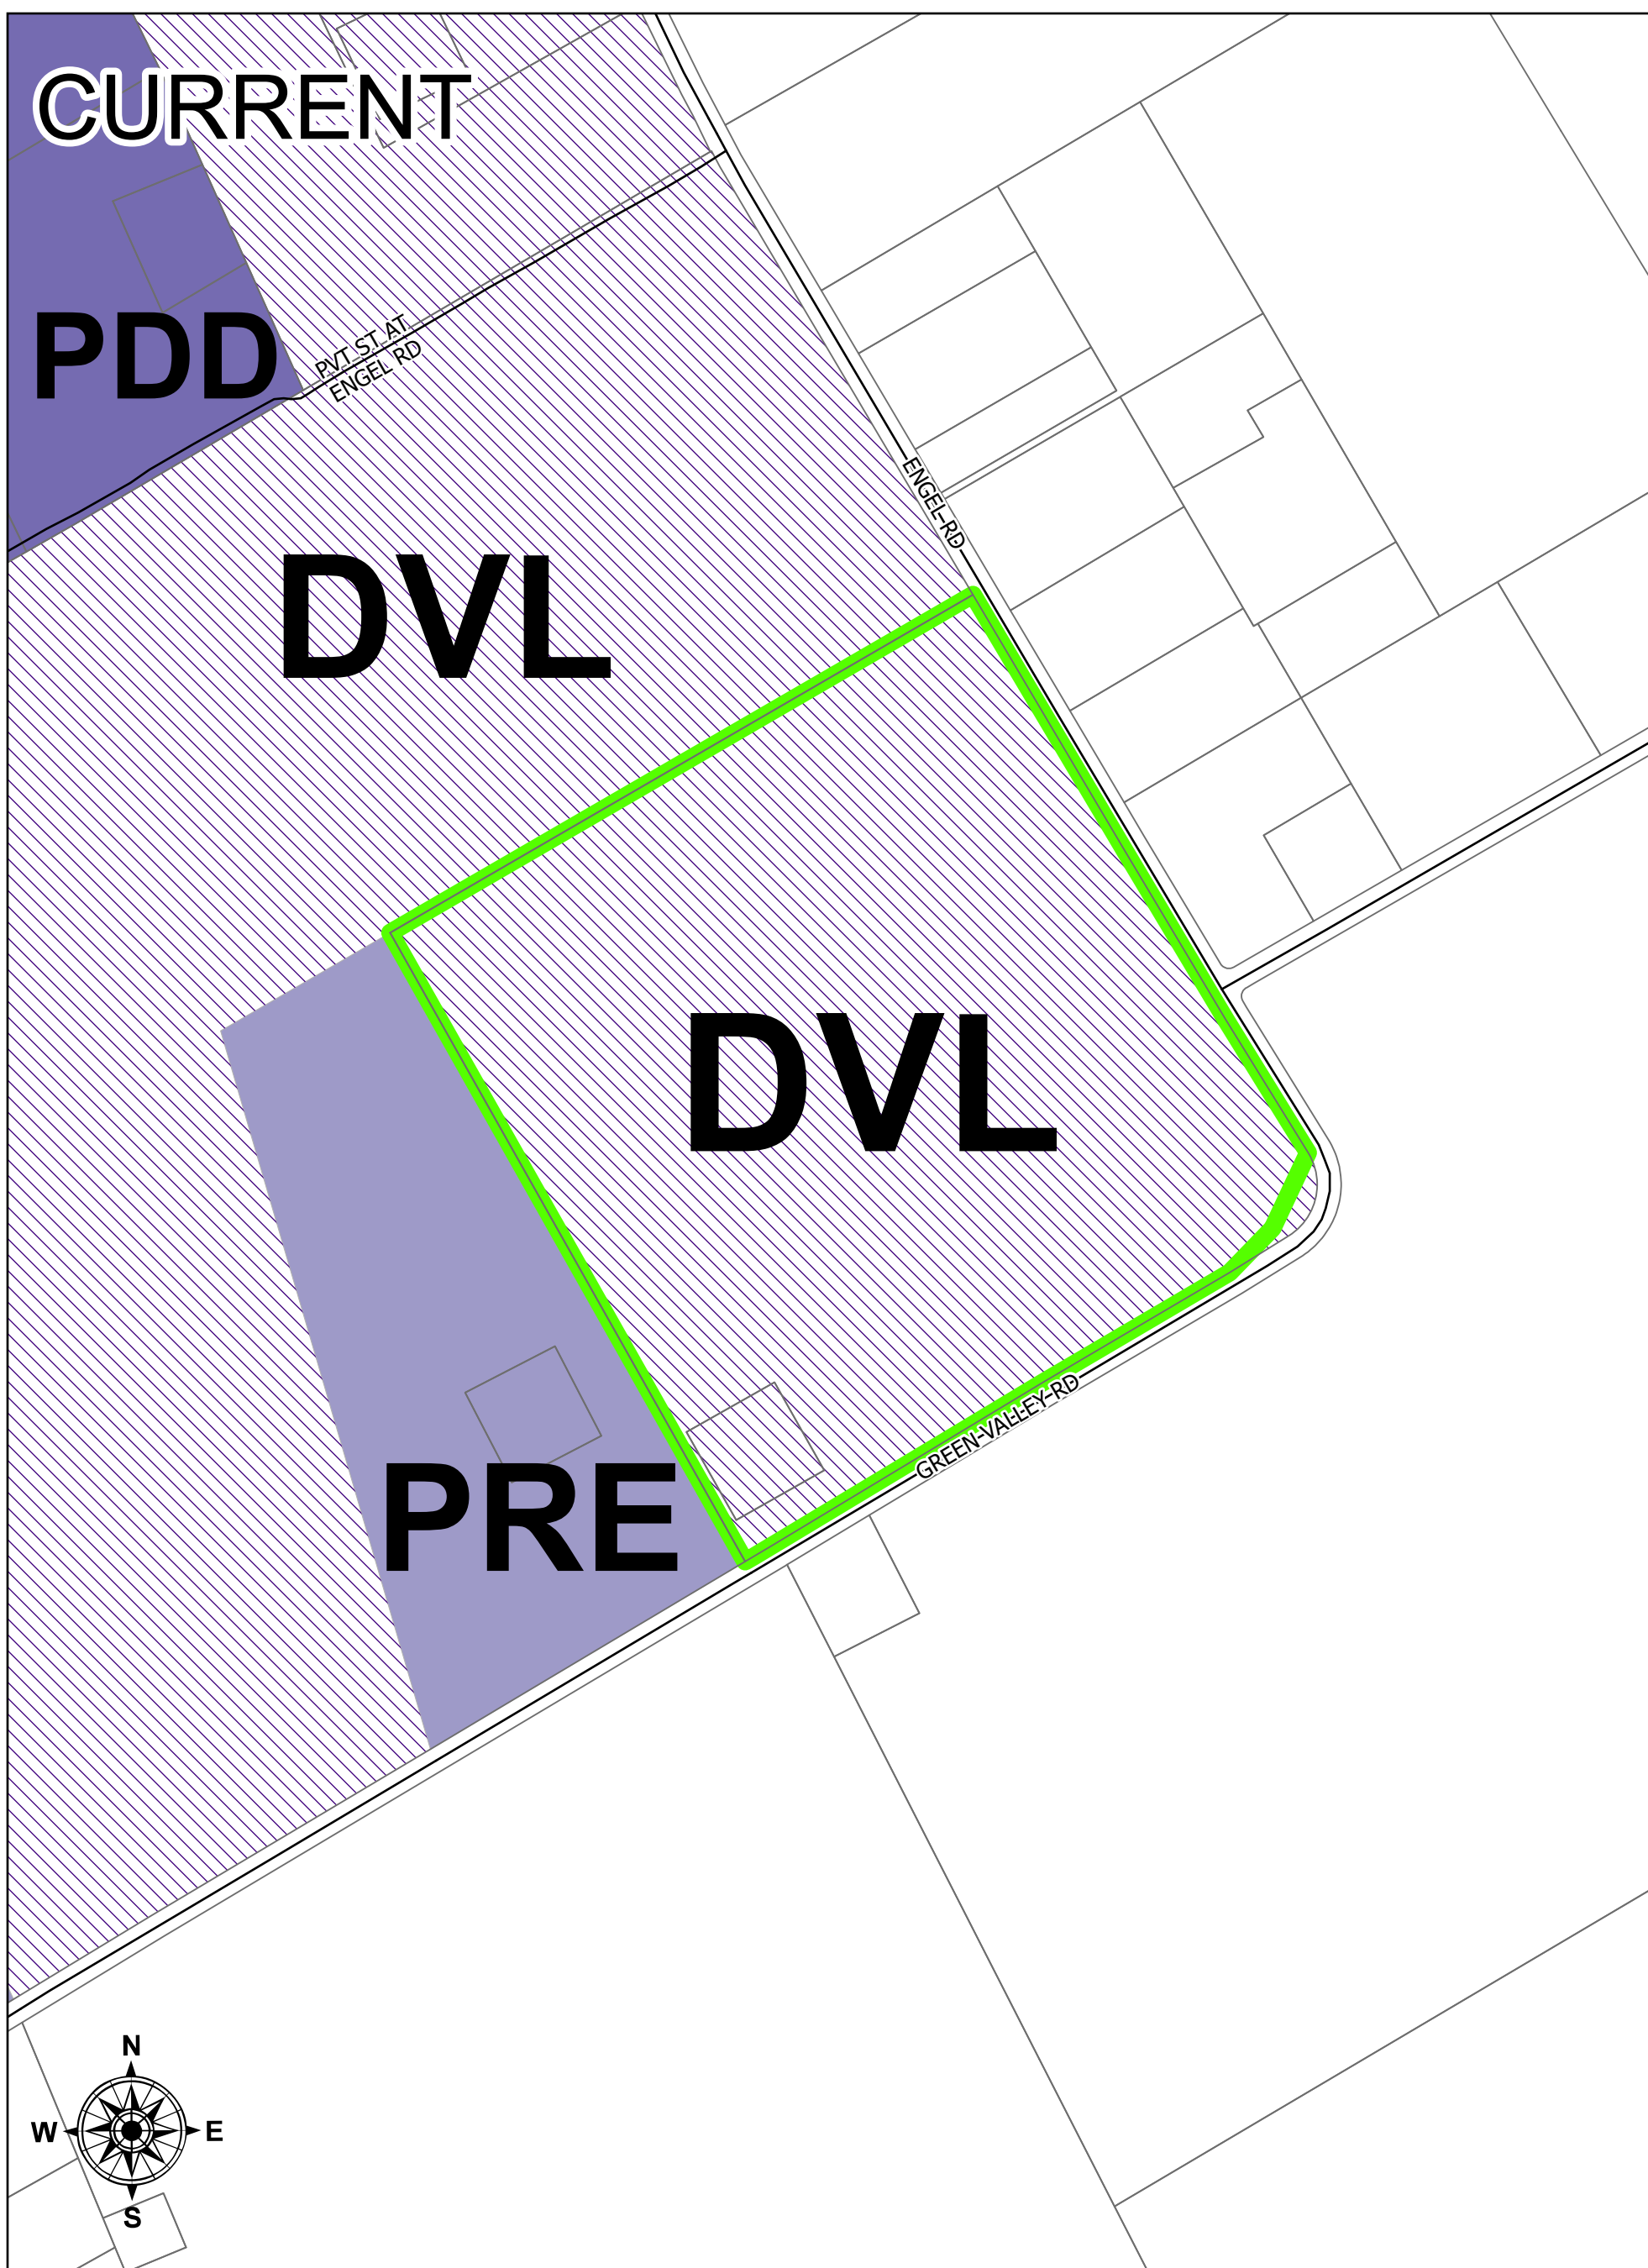 CURRENT
PDD
PVT ST AT
ENGEL RD
ENGEL RD
DVL
DVL
GREEN VALLEY RD
PRE
N
W
E
S